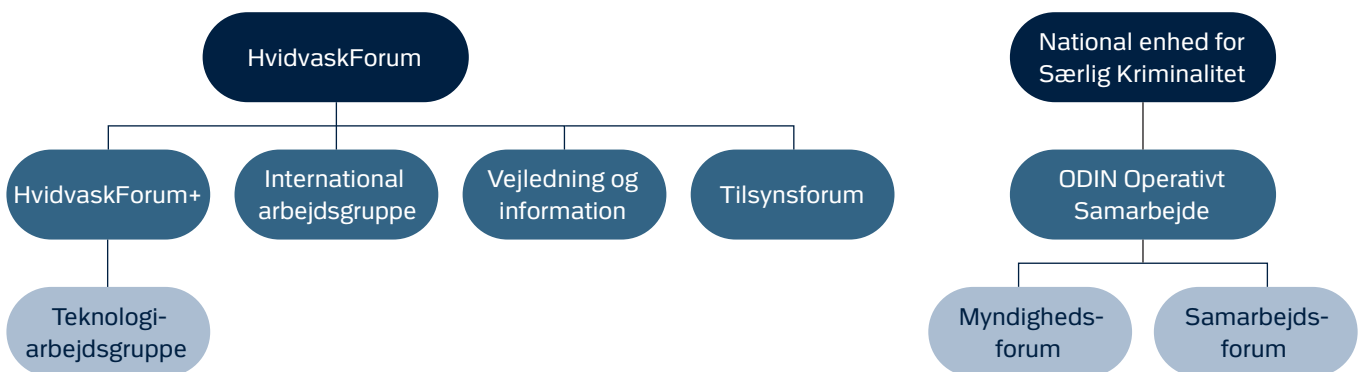 HvidvaskForum
National enhed for
Særlig Kriminalitet
HvidvaskForum+
International
arbejdsgruppe
Vejledning og
information
Tilsynsforum
ODIN Operativt
Samarbejde
Teknologi-
arbejdsgruppe
Myndigheds-
forum
Samarbejds-
forum